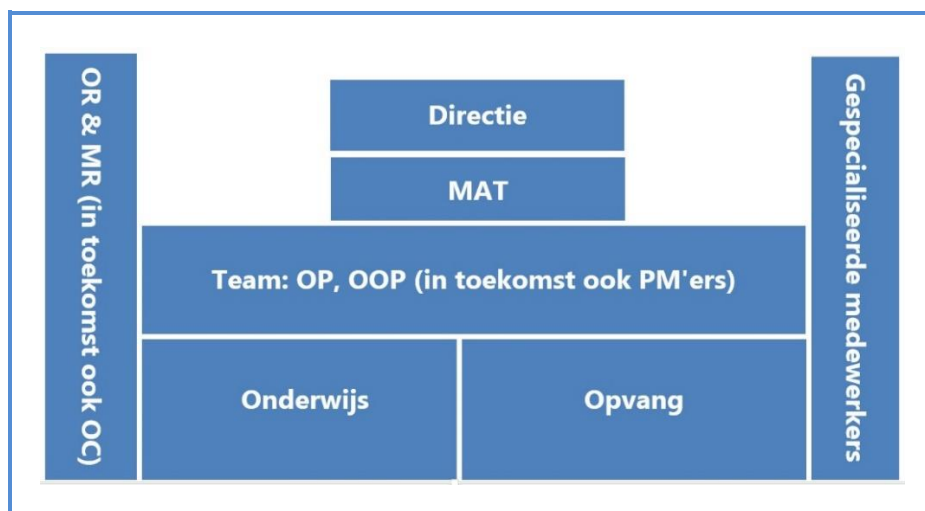 OR & MR (in toekomst ook OC)
Directie
MAT
Team: OP, OOP (in toekomst ook PM'ers)
Onderwijs
Opvang
Gespecialiseerde medewerkers